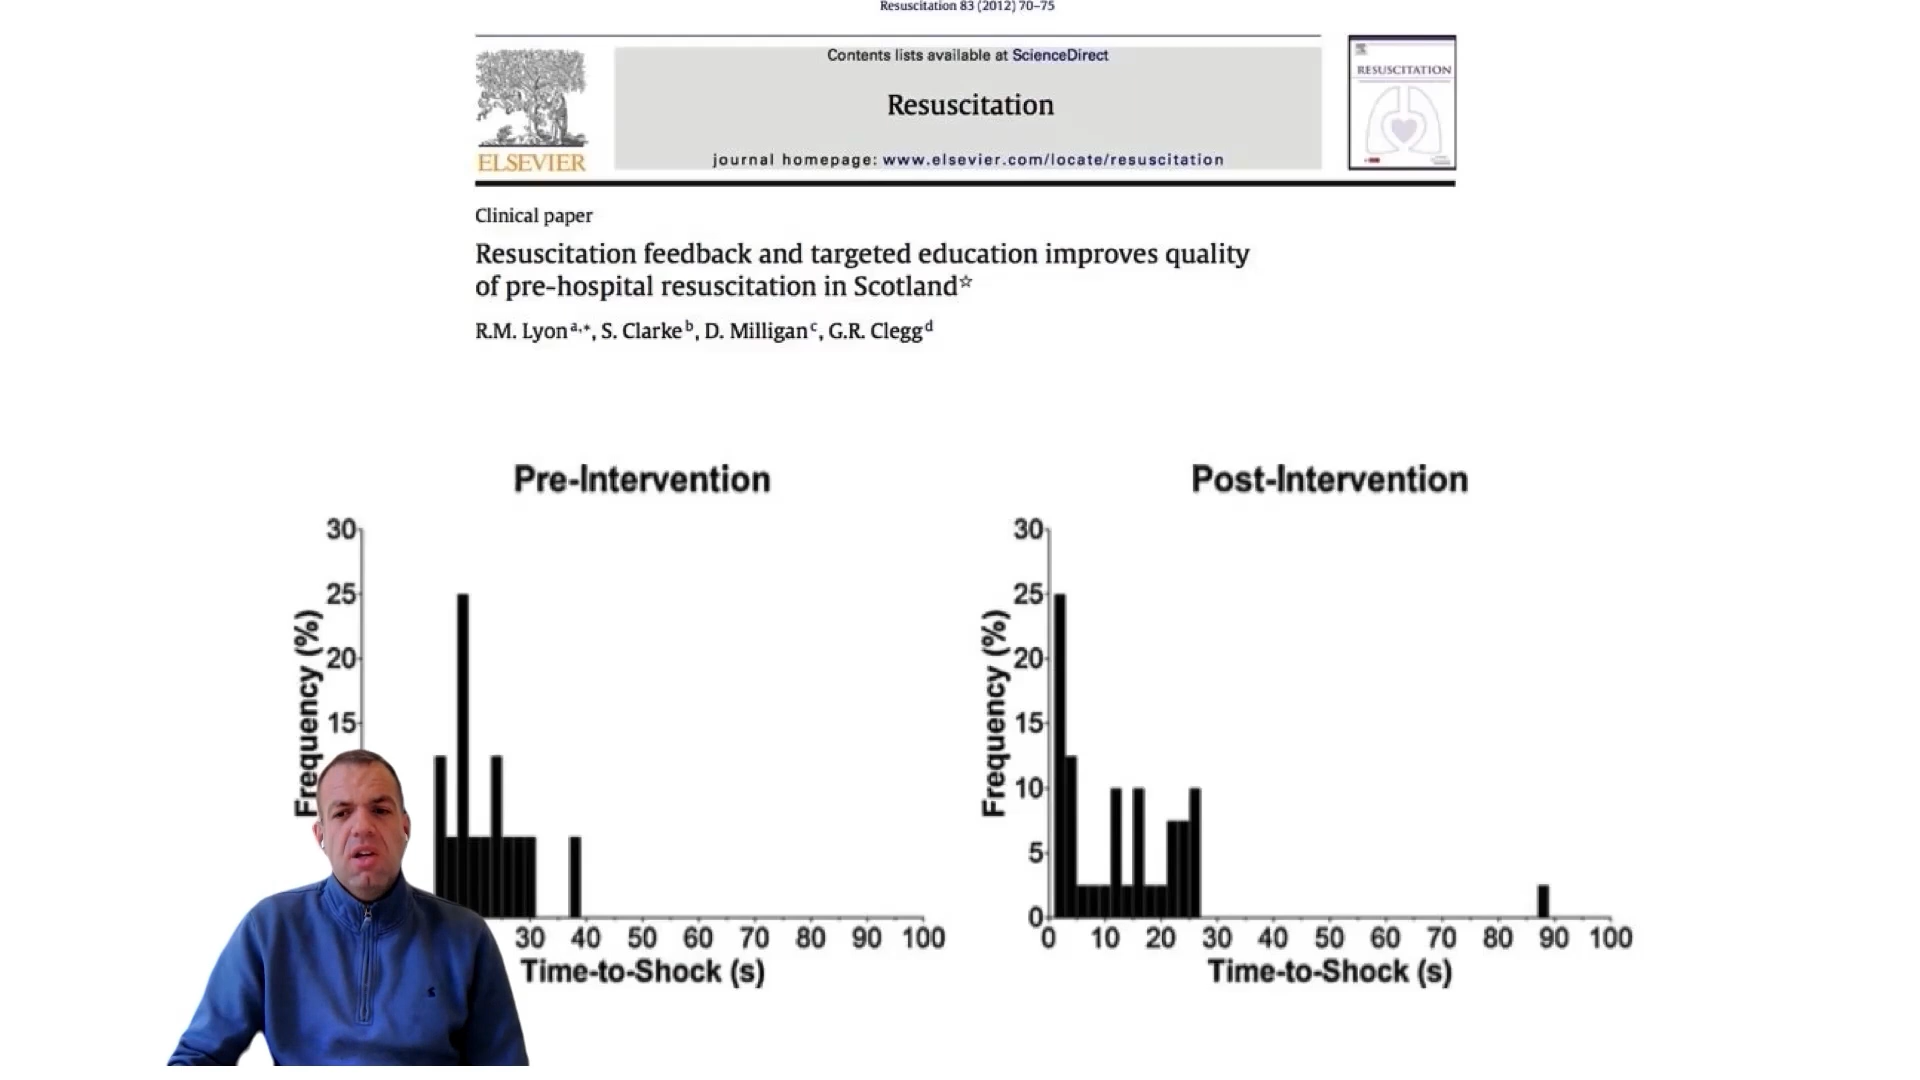 Resuscitation 83 (2012) 70–75
Contents lists available at ScienceDirect
Resuscitation
journal homepage: www.elsevier.com/locate/resuscitation
ELSEVIER
RESUSCITATION
Clinical paper
Resuscitation feedback and targeted education improves quality
of pre-hospital resuscitation in Scotland☆
R.M. Lyon a,*, S. Clarke b, D. Milligan c, G.R. Clegg d
Pre-Intervention
30
25
20
15
Frequency (%)
30 40 50 60 70 80 90 100
Time-to-Shock (s)
Post-Intervention
30
25
20
15
10
5
0
Frequency (%)
0 10 20 30 40 50 60 70 80 90 100
Time-to-Shock (s)